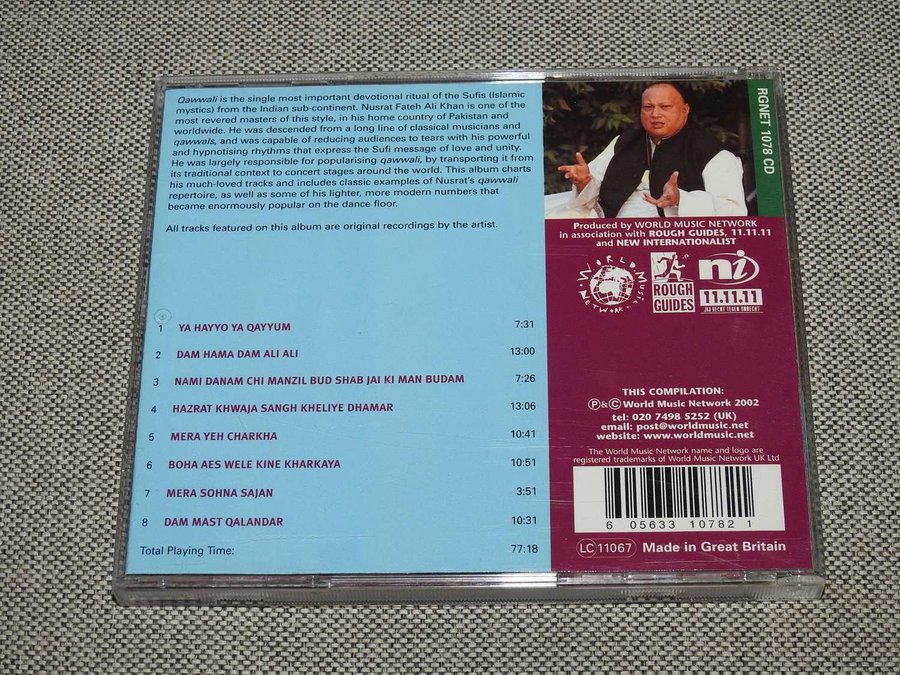 Qawwali is the single most important devotional ritual of the Sufis (Islamic
mystics) from the Indian sub-continent. Nusrat Fateh Ali Khan is one of the
most revered masters of this style, in his home country of Pakistan and
worldwide. He was descended from a long line of classical musicians and
qawwals, and was capable of reducing audiences to tears with his powerful
and hypnotising rhythms that express the Sufi message of love and unity.
He was largely responsible for popularising qawwali, by transporting it from
its traditional context to concert stages around the world. This album charts
his much-loved tracks and includes classic examples of Nusrat's qawwali
repertoire, as well as some of his lighter, more modern numbers that
became enormously popular on the dance floor.
All tracks featured on this album are original recordings by the artist.
1 YA HAYYO YA QAYYUM 7:31
2 DAM HAMA DAM ALI ALI 13:00
3 NAMI DANAM CHI MANZIL BUD SHAB JAI KI MAN BUDAM 7:26
4 HAZRAT KHWAJA SANGH KHELIYE DHAMAR 13:06
5 MERA YEH CHARKHA 10:41
6 BOHA AES WELE KINE KHARKAYA 10:51
7 MERA SOHNA SAJAN 3:51
8 DAM MAST QALANDAR 10:31
Total Playing Time: 77:18
RGNET 1078 CD
Produced by WORLD MUSIC NETWORK
in association with ROUGH GUIDES, 11.11.11
and NEW INTERNATIONALIST
WORLD MUSIC NETWORK
ROUGH
GUIDES
ni
11.11.11
JIJ VECHT TEGEN ONRECHT
THIS COMPILATION:
℗&© World Music Network 2002
tel: 020 7498 5252 (UK)
email: post@worldmusic.net
website: www.worldmusic.net
The World Music Network name and logo are
registered trademarks of World Music Network UK Ltd
6 05633 10782 1
LC 11067 Made in Great Britain